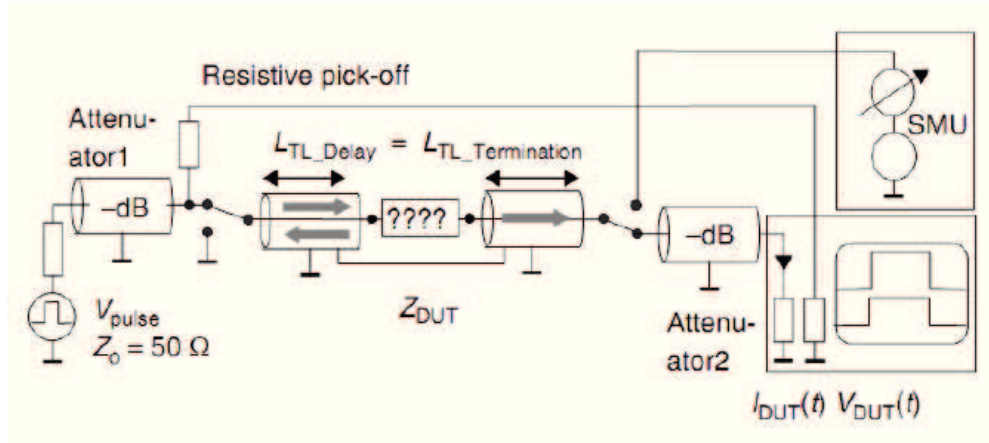 Resistive pick-off
Attenu-
ator1
L_TL_Delay = L_TL_Termination
SMU
–dB
????
–dB
V_pulse
Z_o = 50 Ω
Z_DUT
Attenu-
ator2
I_DUT(t) V_DUT(t)